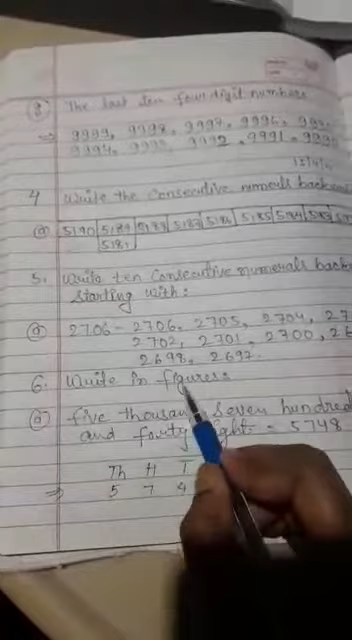 ③ The last ten four digit numbers
⇒ 9999, 9998, 9997, 9996,
9994, 9993, 9992, 9991,
4 Write the consecutive numerals
ⓐ 5190 5189 5188 5187 5186 5185 5184 5183
5181
5. Write ten consecutive numerals
starting with:
ⓐ 2706 - 2706, 2705, 2704,
2702, 2701, 2700,
2698, 2697.
6. Write in figures:
ⓐ five thousand seven hundred
and forty eight = 5748
Th H T
⇒ 5 7 4